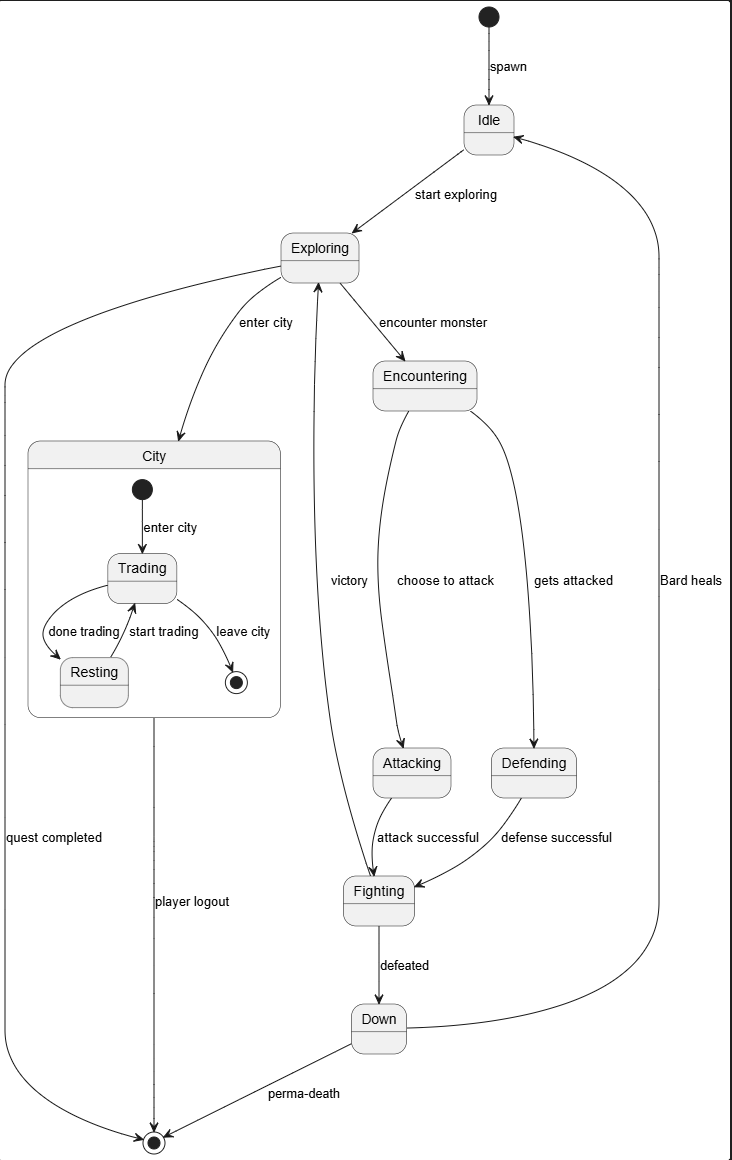 spawn
Idle
start exploring
Exploring
enter city
encounter monster
Encountering
City
enter city
Trading
victory
choose to attack
gets attacked
Bard heals
done trading
start trading
leave city
Resting
Attacking
Defending
quest completed
attack successful
defense successful
Fighting
player logout
defeated
Down
perma-death